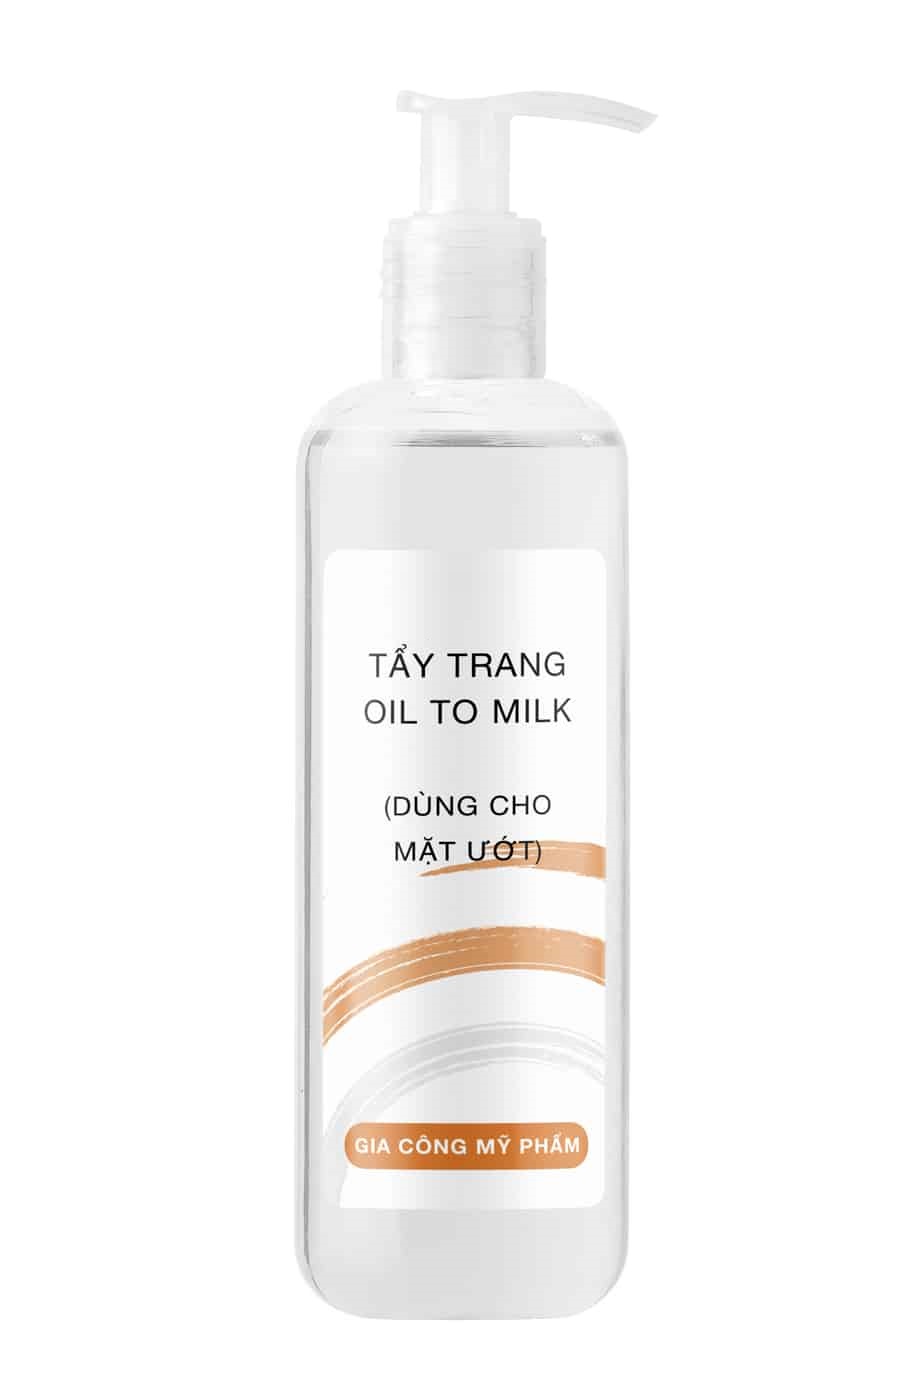 TẨY TRANG
OIL TO MILK
(DÙNG CHO
MẶT ƯỚT)
GIA CÔNG MỸ PHẨM